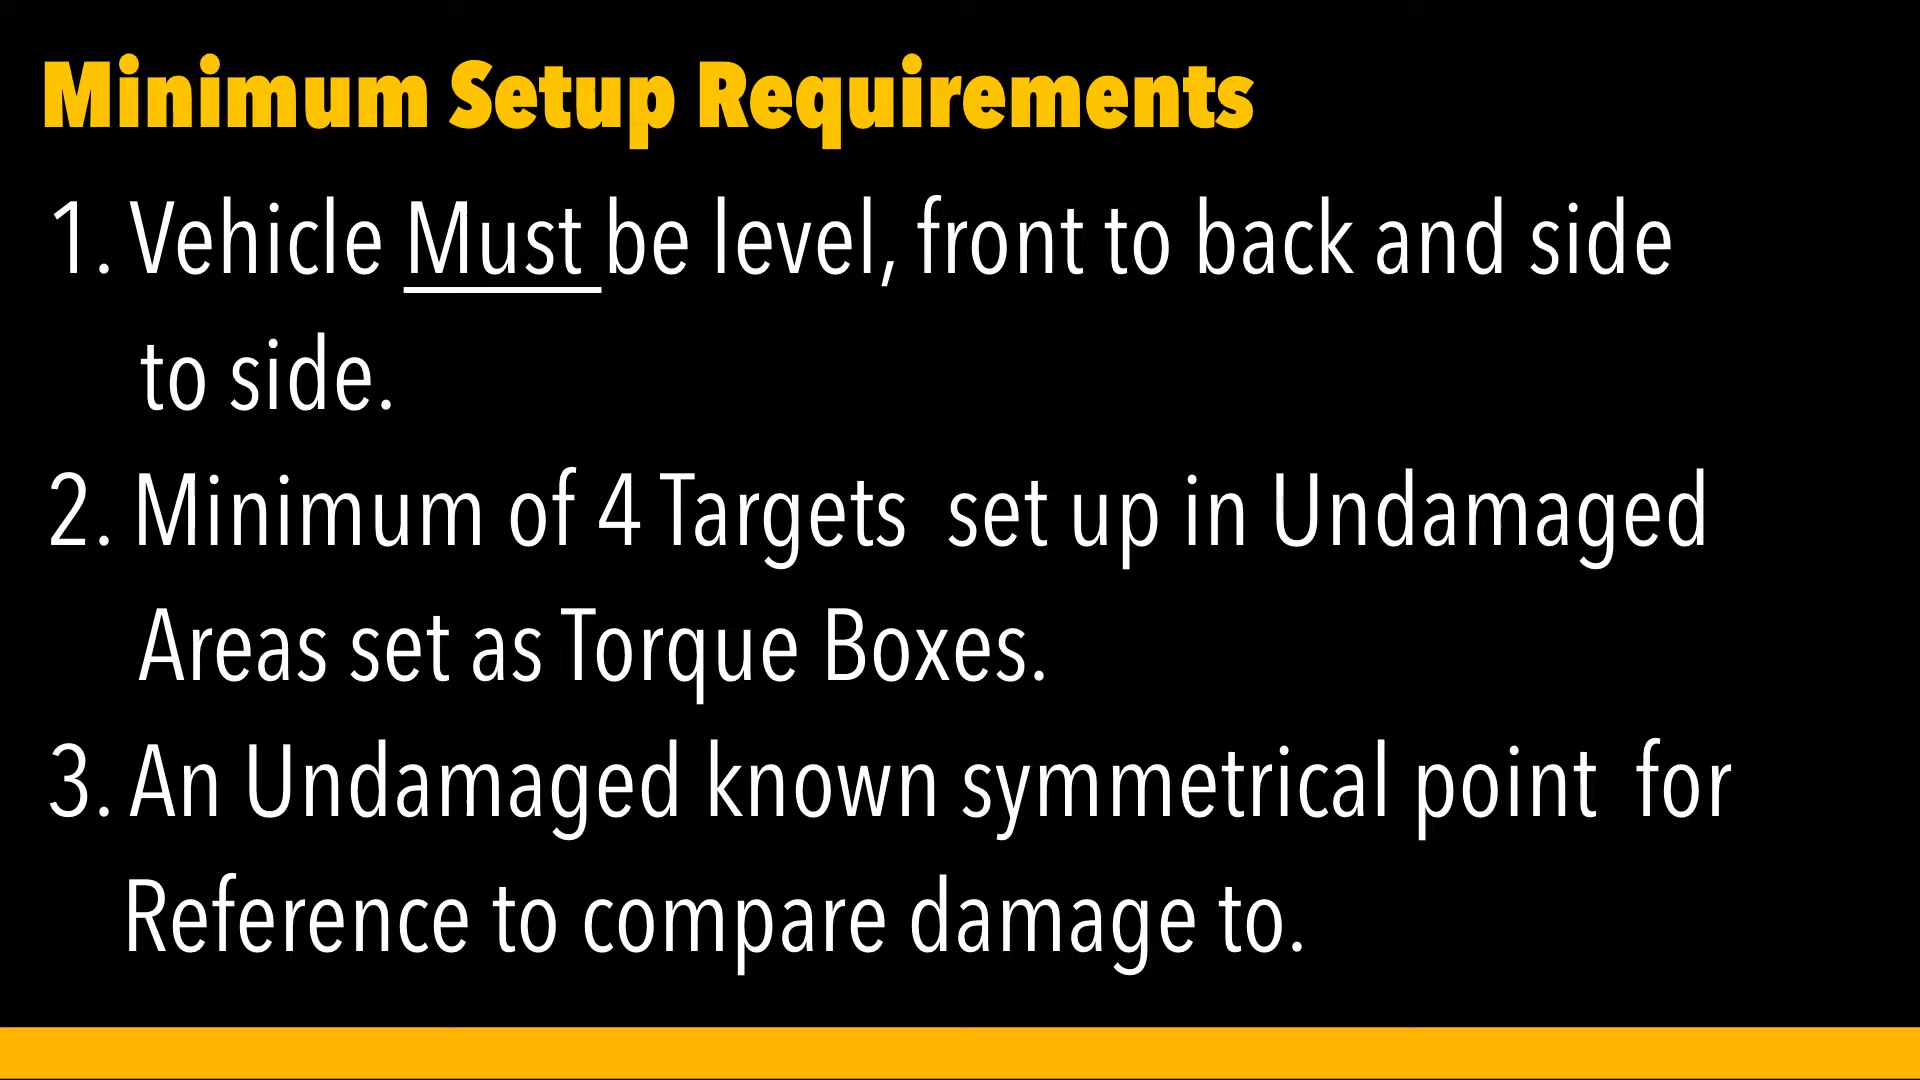 Minimum Setup Requirements
1. Vehicle Must be level, front to back and side
to side.
2. Minimum of 4 Targets  set up in Undamaged
Areas set as Torque Boxes.
3. An Undamaged known symmetrical point  for
Reference to compare damage to.